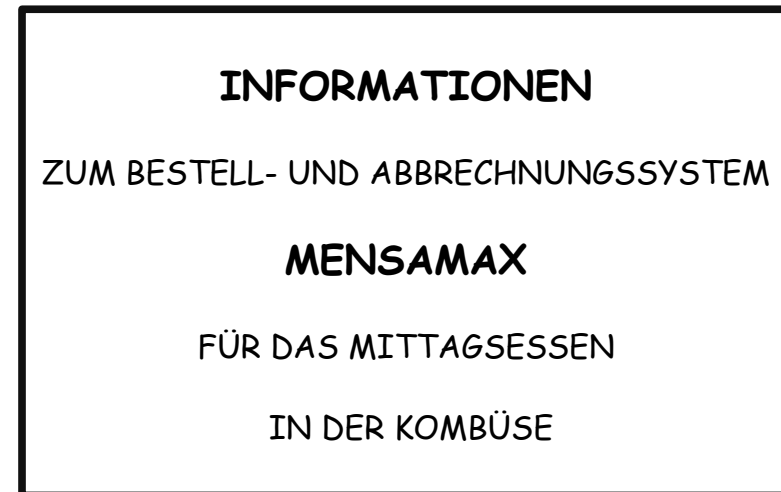 INFORMATIONEN
ZUM BESTELL- UND ABBRECHNUNGSSYSTEM
MENSAMAX
FÜR DAS MITTAGSESSEN
IN DER KOMBÜSE